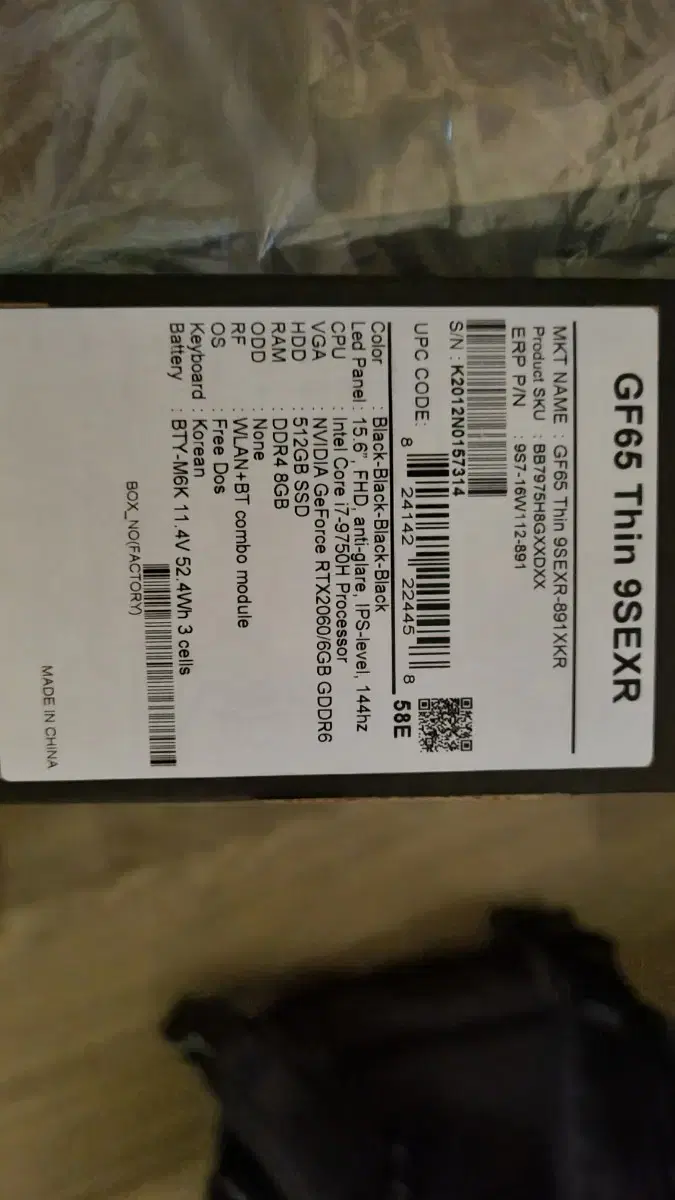 GF65 Thin 9SEXR
MKT NAME : GF65 Thin 9SEXR-891XKR
Product SKU : BB7975H8GXXDXX
ERP P/N : 9S7-16W112-891
S/N : K2012N0157314
UPC CODE:
8 24142 22445 8
58E
Color : Black-Black-Black-Black
Led Panel : 15.6", FHD, anti-glare, IPS-level, 144hz
CPU : Intel Core i7-9750H Processor
VGA : NVIDIA GeForce RTX2060/6GB GDDR6
HDD : 512GB SSD
RAM : DDR4 8GB
ODD : None
RF : WLAN+BT combo module
OS : Free Dos
Keyboard : Korean
Battery : BTY-M6K 11.4V 52.4Wh 3 cells
BOX_NO(FACTORY)
MADE IN CHINA